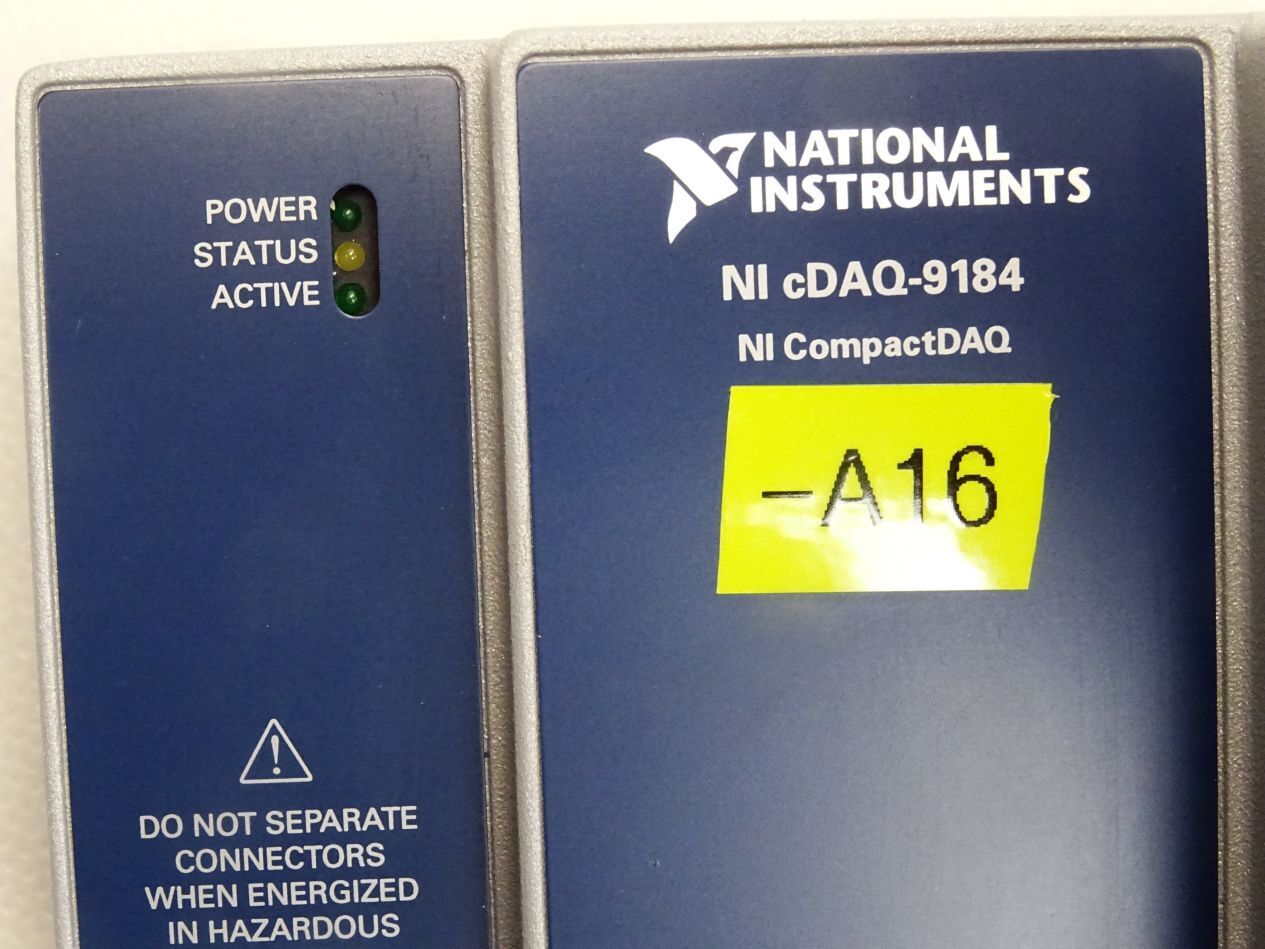 POWER
STATUS
ACTIVE
DO NOT SEPARATE
CONNECTORS
WHEN ENERGIZED
IN HAZARDOUS
NATIONAL
INSTRUMENTS
NI cDAQ-9184
NI CompactDAQ
-A16